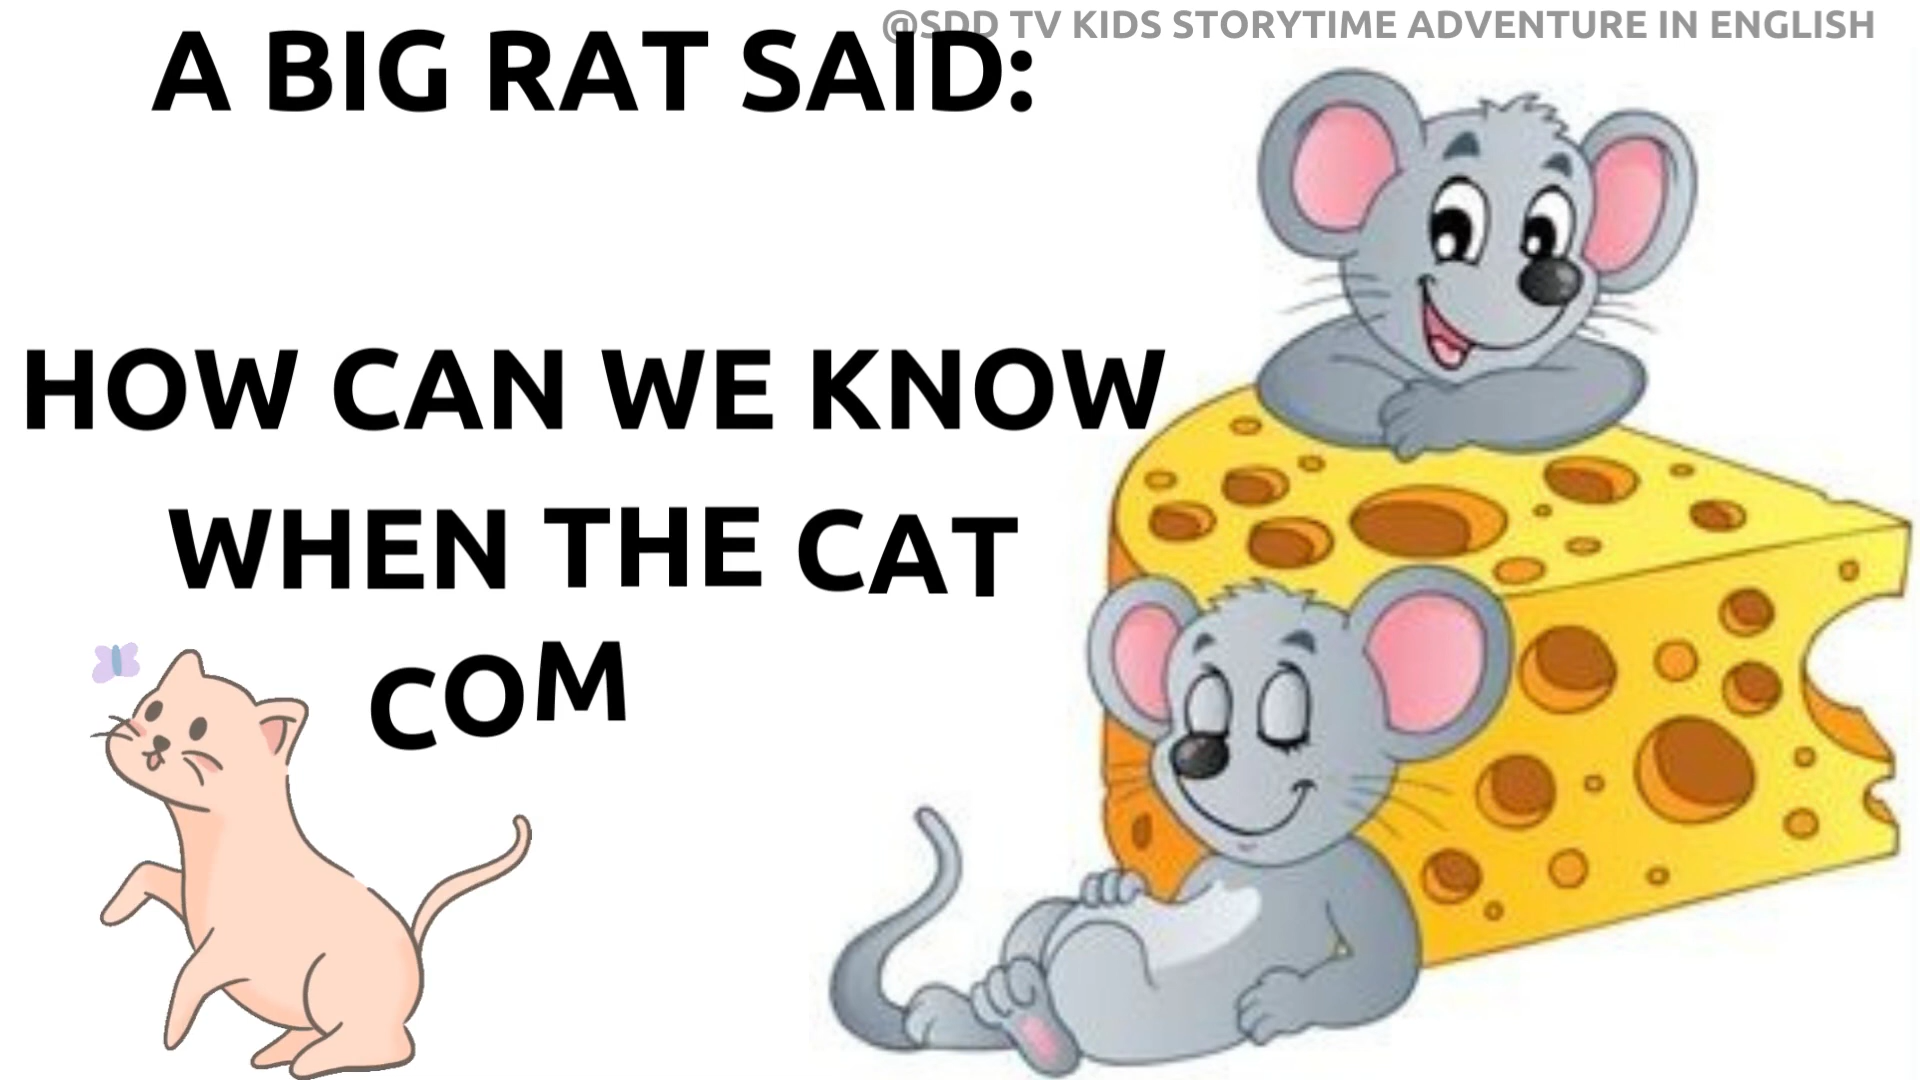 @SDD TV KIDS STORYTIME ADVENTURE IN ENGLISH
A BIG RAT SAID:
HOW CAN WE KNOW
WHEN THE CAT
COM